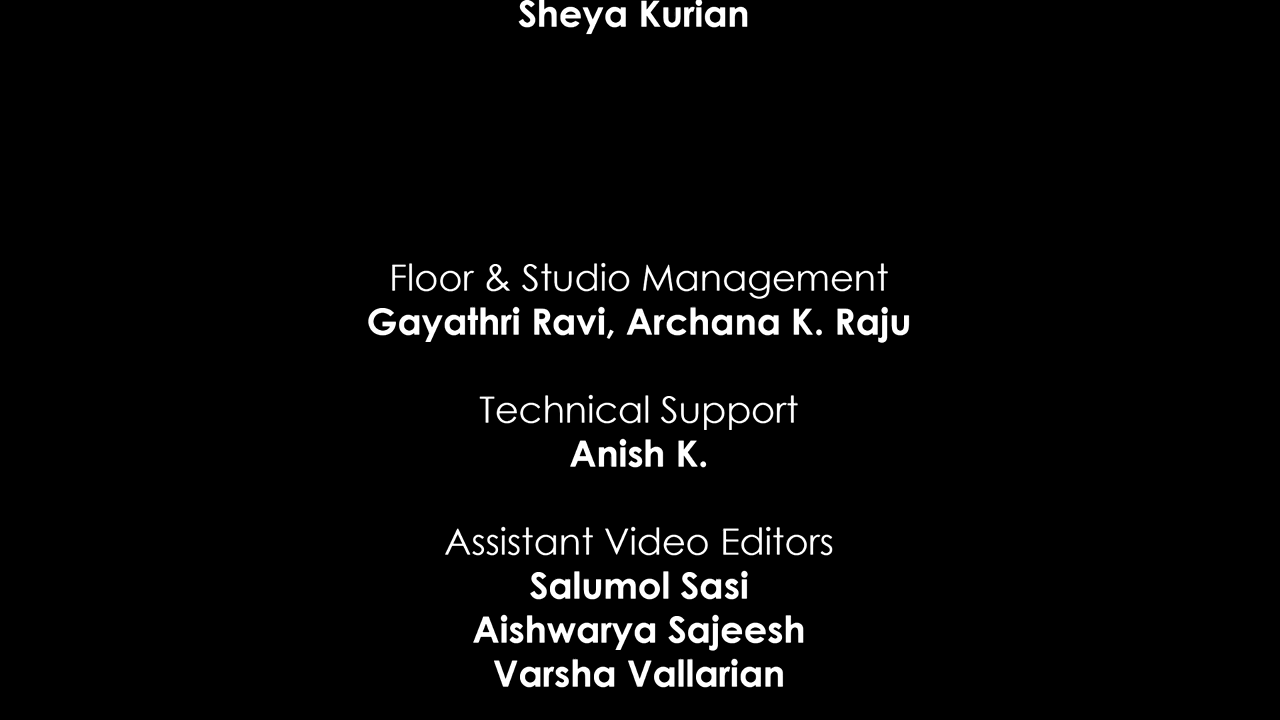 Sheya Kurian
Floor & Studio Management
Gayathri Ravi, Archana K. Raju
Technical Support
Anish K.
Assistant Video Editors
Salumol Sasi
Aishwarya Sajeesh
Varsha Vallarian